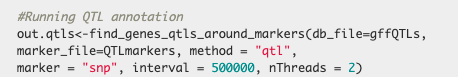 #Running QTL annotation
out.qtls<-find_genes_qtls_around_markers(db_file=gffQTLs,
marker_file=QTLmarkers, method = "qtl",
marker = "snp", interval = 500000, nThreads = 2)